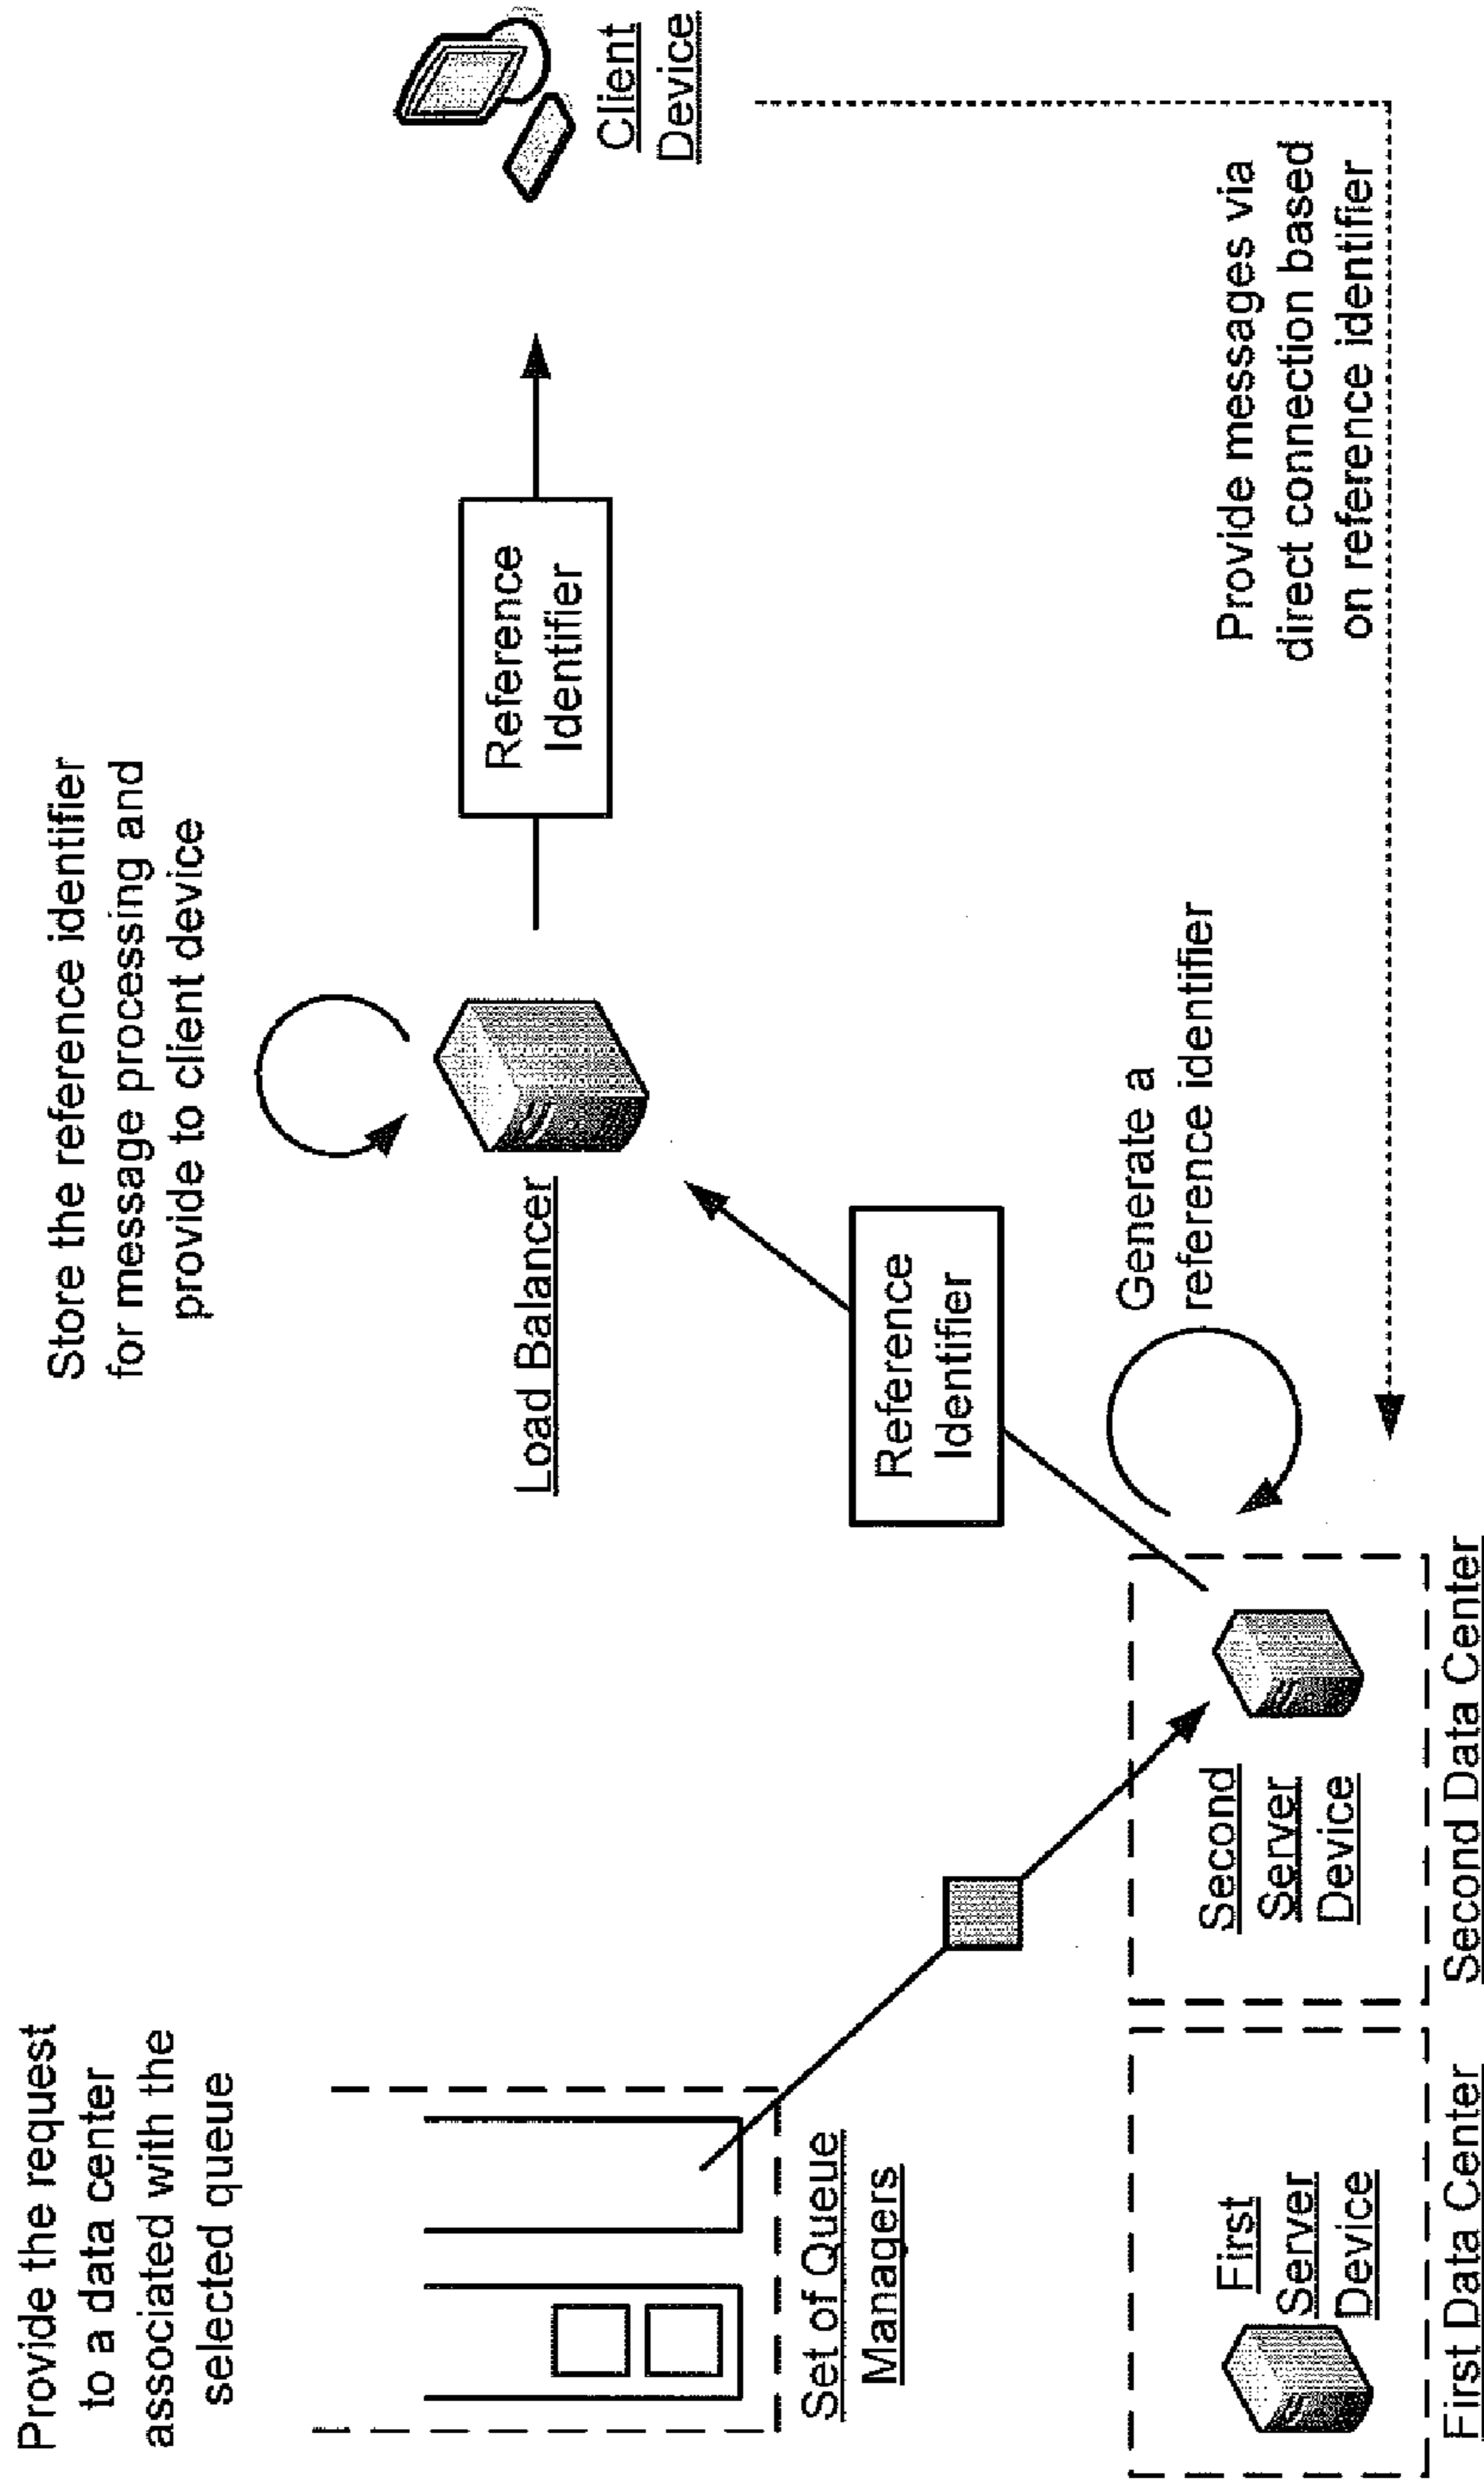 Provide the request
to a data center
associated with the
selected queue
Set of Queue
Managers
First
Server
Device
First Data Center
Second
Server
Device
Second Data Center
Store the reference identifier
for message processing and
provide to client device
Load Balancer
Reference
Identifier
Generate a
reference identifier
Reference
Identifier
Client
Device
Provide messages via
direct connection based
on reference identifier